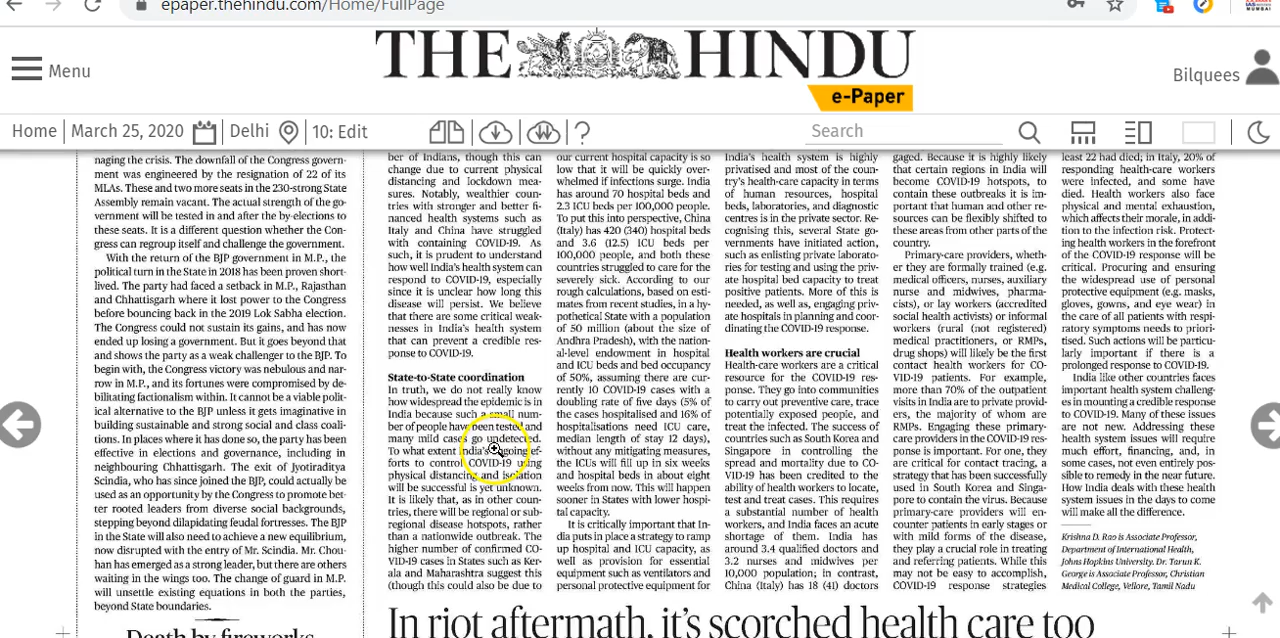 epaper.thehindu.com/Home/FullPage
THE HINDU
e-Paper
Menu
Bilquees
Home
March 25, 2020
Delhi
10: Edit
?
Search
naging the crisis. The downfall of the Congress govern-
ment was engineered by the resignation of 22 of its
MLAs. These and two more seats in the 230-strong State
Assembly remain vacant. The actual strength of the go-
vernment will be tested in and after the by-elections to
these seats. It is a different question whether the Con-
gress can regroup itself and challenge the government.
With the return of the BJP government in M.P., the
political turn in the State in 2018 has been proven short-
lived. The party had faced a setback in M.P., Rajasthan
and Chhattisgarh where it lost power to the Congress
before bouncing back in the 2019 Lok Sabha election.
The Congress could not sustain its gains, and has now
ended up losing a government. But it goes beyond that
and shows the party as a weak challenger to the BJP. To
begin with, the Congress victory was nebulous and nar-
row in M.P., and its fortunes were compromised by de-
bilitating factionalism within. It cannot be a viable polit-
ical alternative to the BJP unless it gets imaginative in
building sustainable and strong social and class coali-
tions. In places where it has done so, the party has been
effective in elections and governance, including in
neighbouring Chhattisgarh. The exit of Jyotiraditya
Scindia, who has since joined the BJP, could actually be
used as an opportunity by the Congress to promote bet-
ter rooted leaders from diverse social backgrounds,
stepping beyond dilapidating feudal fortresses. The BJP
in the State will also need to achieve a new equilibrium,
now disrupted with the entry of Mr. Scindia. Mr. Chou-
han has emerged as a strong leader, but there are others
waiting in the wings too. The change of guard in M.P.
will unsettle existing equations in both the parties,
beyond State boundaries.
Death by fireworks
ber of Indians, though this can
change due to current physical
distancing and lockdown mea-
sures. Notably, wealthier coun-
tries with stronger and better fi-
nanced health systems such as
Italy and China have struggled
with containing COVID-19. As
such, it is prudent to understand
how well India's health system can
respond to COVID-19, especially
since it is unclear how long this
disease will persist. We believe
that there are some critical weak-
nesses in India's health system
that can prevent a credible res-
ponse to COVID-19.
State-to-State coordination
In truth, we do not really know
how widespread the epidemic is in
India because such a small num-
ber of people have been tested and
many mild cases go undetected.
To what extent India's ongoing ef-
forts to control COVID-19 using
physical distancing and isolation
will be successful is yet unknown.
It is likely that, as in other coun-
tries, there will be regional or sub-
regional disease hotspots, rather
than a nationwide outbreak. The
higher number of confirmed CO-
VID-19 cases in States such as Ker-
ala and Maharashtra suggest this
(though this could also be due to
our current hospital capacity is so
low that it will be quickly over-
whelmed if infections surge. India
has around 70 hospital beds and
2.3 ICU beds per 100,000 people.
To put this into perspective, China
(Italy) has 420 (340) hospital beds
and 3.6 (12.5) ICU beds per
100,000 people, and both these
countries struggled to care for the
severely sick. According to our
rough calculations, based on esti-
mates from recent studies, in a hy-
pothetical State with a population
of 50 million (about the size of
Andhra Pradesh), with the nation-
al-level endowment in hospital
and ICU beds and bed occupancy
of 50%, assuming there are cur-
rently 10 COVID-19 cases with a
doubling rate of five days (5% of
the cases hospitalised and 16% of
hospitalisations need ICU care,
median length of stay 12 days),
without any mitigating measures,
the ICUs will fill up in six weeks
and hospital beds in about eight
weeks from now. This will happen
sooner in States with lower hospi-
tal capacity.
It is critically important that In-
dia puts in place a strategy to ramp
up hospital and ICU capacity, as
well as provision for essential
equipment such as ventilators and
personal protective equipment for
India's health system is highly
privatised and most of the coun-
try's health-care capacity in terms
of human resources, hospital
beds, laboratories, and diagnostic
centres is in the private sector. Re-
cognising this, several State go-
vernments have initiated action,
such as enlisting private laborato-
ries for testing and using the priv-
ate hospital bed capacity to treat
positive patients. More of this is
needed, as well as, engaging priv-
ate hospitals in planning and coor-
dinating the COVID-19 response.
Health workers are crucial
Health-care workers are a critical
resource for the COVID-19 res-
ponse. They go into communities
to carry out preventive care, trace
potentially exposed people, and
treat the infected. The success of
countries such as South Korea and
Singapore in controlling the
spread and mortality due to CO-
VID-19 has been credited to the
ability of health workers to locate,
test and treat cases. This requires
a substantial number of health
workers, and India faces an acute
shortage of them. India has
around 3.4 qualified doctors and
3.2 nurses and midwives per
10,000 population; in contrast,
China (Italy) has 18 (41) doctors
gaged. Because it is highly likely
that certain regions in India will
become COVID-19 hotspots, to
contain these outbreaks it is im-
portant that human and other re-
sources can be flexibly shifted to
these areas from other parts of the
country.
Primary-care providers, wheth-
er they are formally trained (e.g.
medical officers, nurses, auxiliary
nurse and midwives, pharma-
cists), or lay workers (accredited
social health activists) or informal
workers (rural (not registered)
medical practitioners, or RMPs,
drug shops) will likely be the first
contact health workers for CO-
VID-19 patients. For example,
more than 70% of the outpatient
visits in India are to private provid-
ers, the majority of whom are
RMPs. Engaging these primary-
care providers in the COVID-19 res-
ponse is important. For one, they
are critical for contact tracing, a
strategy that has been successfully
used in South Korea and Singa-
pore to contain the virus. Because
primary-care providers will en-
counter patients in early stages or
with mild forms of the disease,
they play a crucial role in treating
and referring patients. While this
may not be easy to accomplish,
COVID-19 response strategies
least 22 had died; in Italy, 20% of
responding health-care workers
were infected, and some have
died. Health workers also face
physical and mental exhaustion,
which affects their morale, in addi-
tion to the infection risk. Protect-
ing health workers in the forefront
of the COVID-19 response will be
critical. Procuring and ensuring
the widespread use of personal
protective equipment (e.g. masks,
gloves, gowns, and eye wear) in
the care of all patients with respi-
ratory symptoms needs to priori-
tised. Such actions will be particu-
larly important if there is a
prolonged response to COVID-19.
India like other countries faces
important health system challeng-
es in mounting a credible response
to COVID-19. Many of these issues
are not new. Addressing these
health system issues will require
much effort, financing, and, in
some cases, not even entirely pos-
sible to remedy in the near future.
How India deals with these health
system issues in the days to come
will make all the difference.
Krishna D. Rao is Associate Professor,
Department of International Health,
Johns Hopkins University. Dr. Tarun K.
George is Associate Professor, Christian
Medical College, Vellore, Tamil Nadu
In riot aftermath, it's scorched health care too